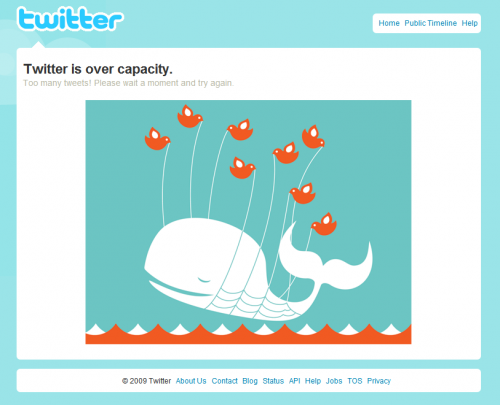 twitter
Home Public Timeline Help
Twitter is over capacity.
Too many tweets! Please wait a moment and try again.
© 2009 Twitter About Us Contact Blog Status API Help Jobs TOS Privacy